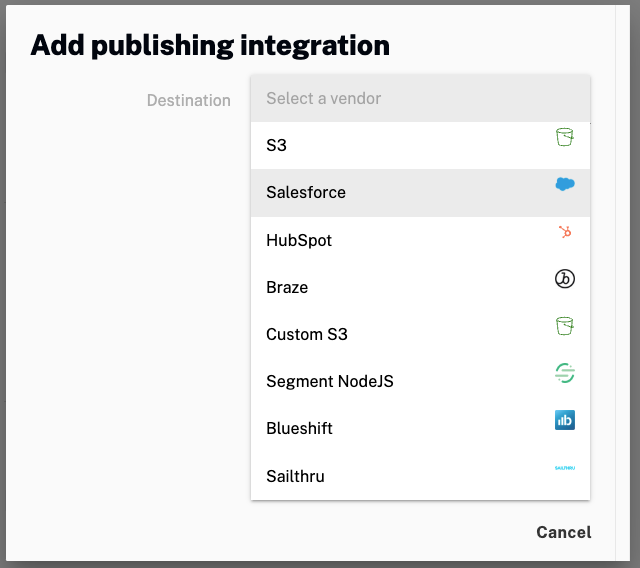 Add publishing integration
Destination
Select a vendor
S3
Salesforce
HubSpot
Braze
Custom S3
Segment NodeJS
Blueshift
Sailthru
SAILTHRU
Cancel